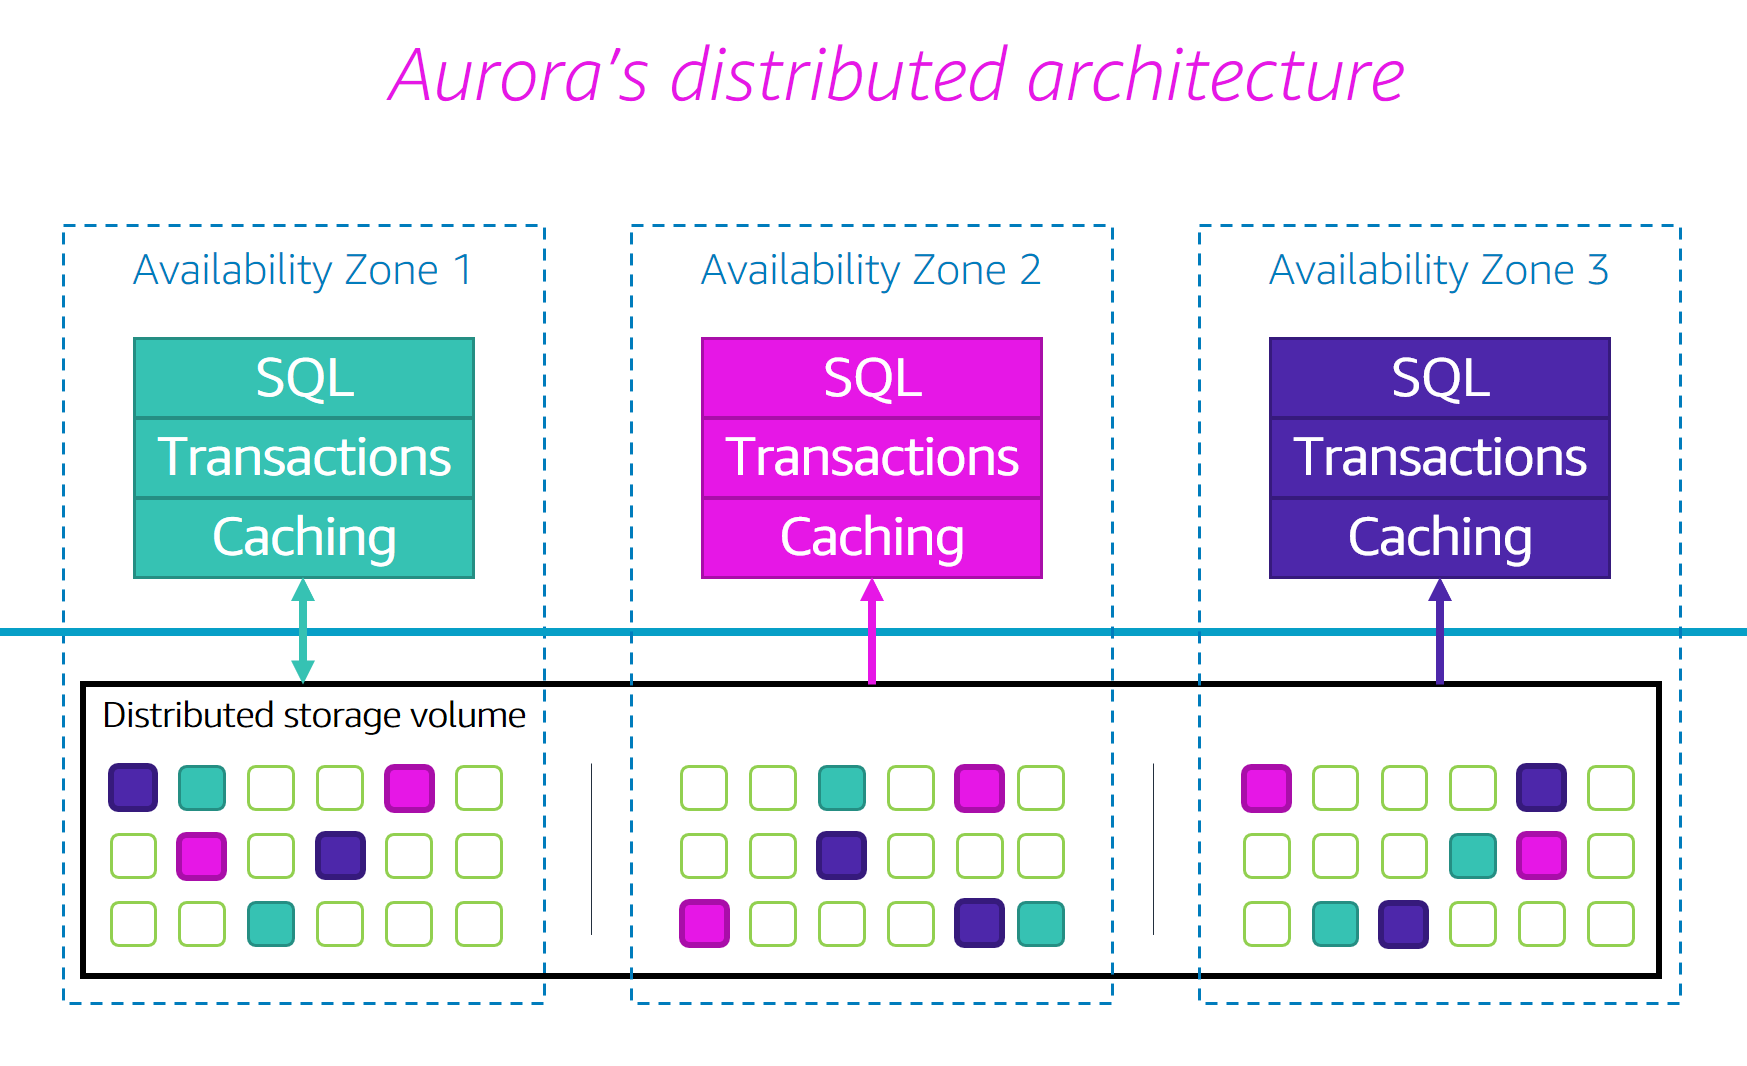 Aurora's distributed architecture
Availability Zone 1
Availability Zone 2
Availability Zone 3
SQL
Transactions
Caching
SQL
Transactions
Caching
SQL
Transactions
Caching
Distributed storage volume